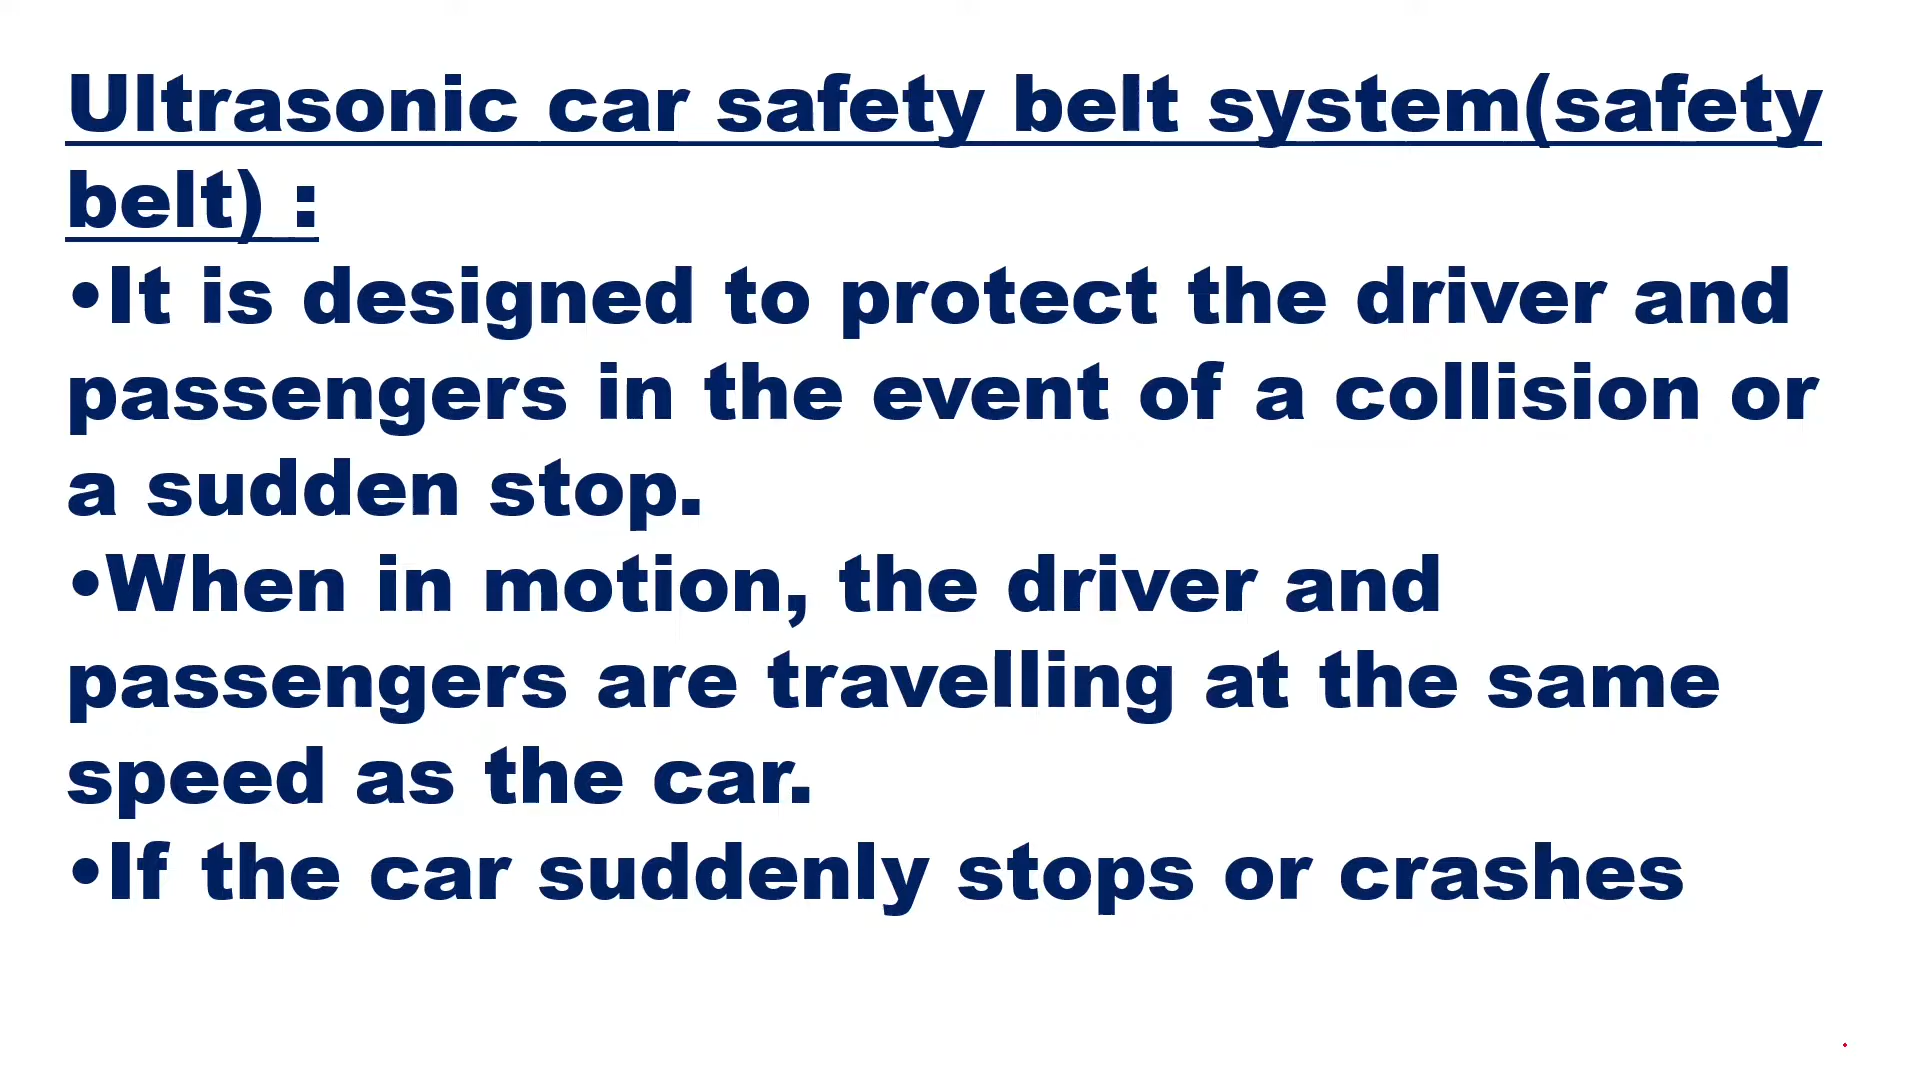 Ultrasonic car safety belt system(safety
belt) :
•It is designed to protect the driver and
passengers in the event of a collision or
a sudden stop.
•When in motion, the driver and
passengers are travelling at the same
speed as the car.
•If the car suddenly stops or crashes